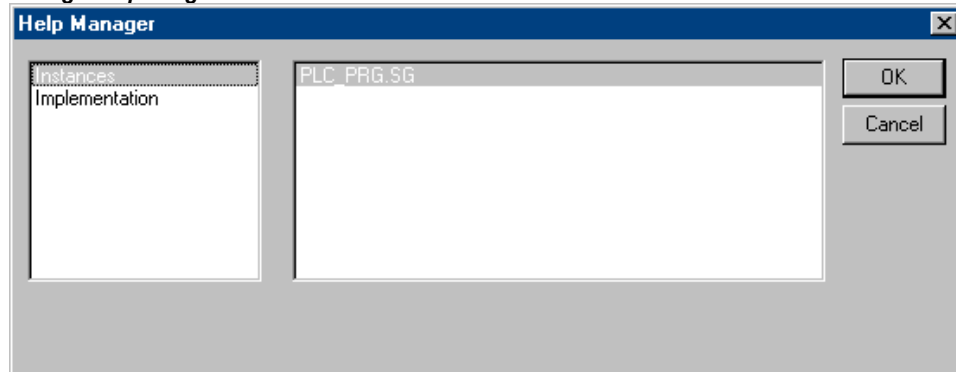 Help Manager
Instances
Implementation
PLC_PRG.SG
OK
Cancel